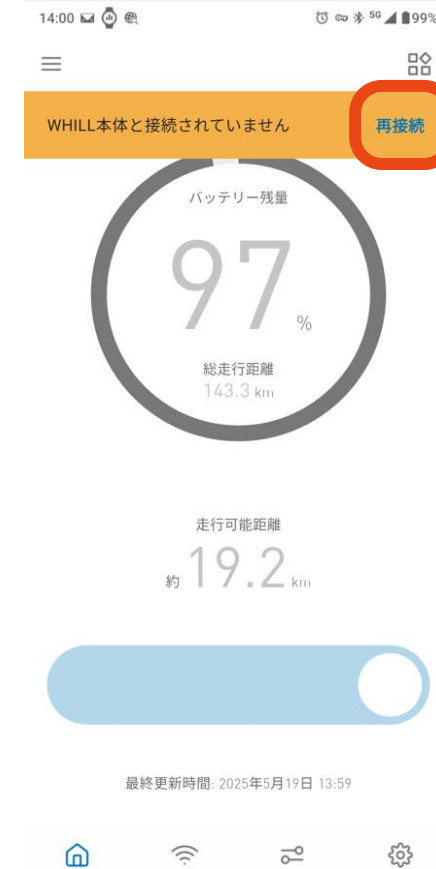 14:00
5G
99%
WHILL本体と接続されていません 再接続
バッテリー残量
97
%
総走行距離
143.3 km
走行可能距離
約 19.2 km
最終更新時間: 2025年5月19日 13:59